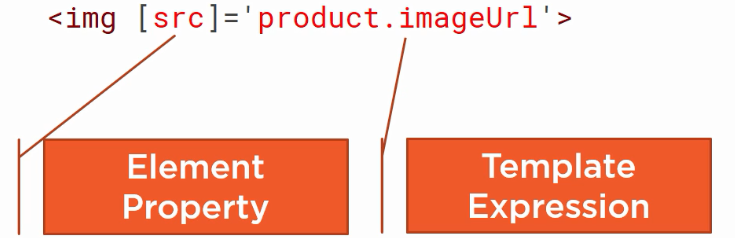 <img [src]='product.imageUrl'>
Element
Property
Template
Expression